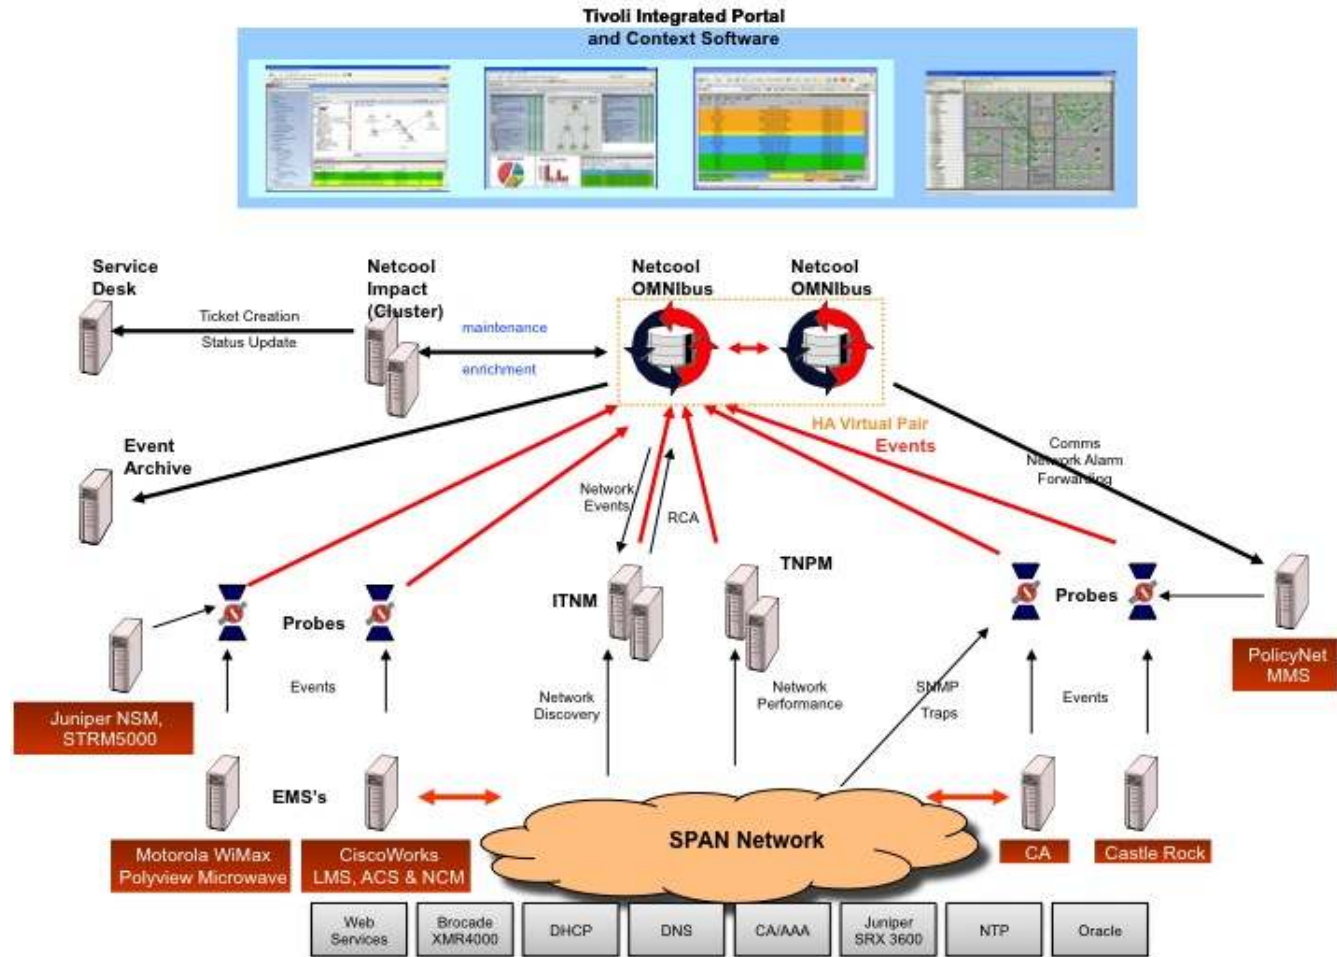 Tivoli Integrated Portal
and Context Software
Service
Desk
Netcool
Impact
(Cluster)
Netcool
OMNIbus
Netcool
OMNIbus
Ticket Creation
Status Update
maintenance
enrichment
HA Virtual Pair
Events
Event
Archive
Comms
Network Alarm
Forwarding
Network
Events
RCA
TNPM
ITNM
Probes
Probes
PolicyNet
MMS
Juniper NSM,
STRM5000
Events
Network
Discovery
Network
Performance
SNMP
Traps
Events
EMS's
SPAN Network
Motorola WiMax
Polyview Microwave
CiscoWorks
LMS, ACS & NCM
CA
Castle Rock
Web
Services
Brocade
XMR4000
DHCP
DNS
CA/AAA
Juniper
SRX 3600
NTP
Oracle